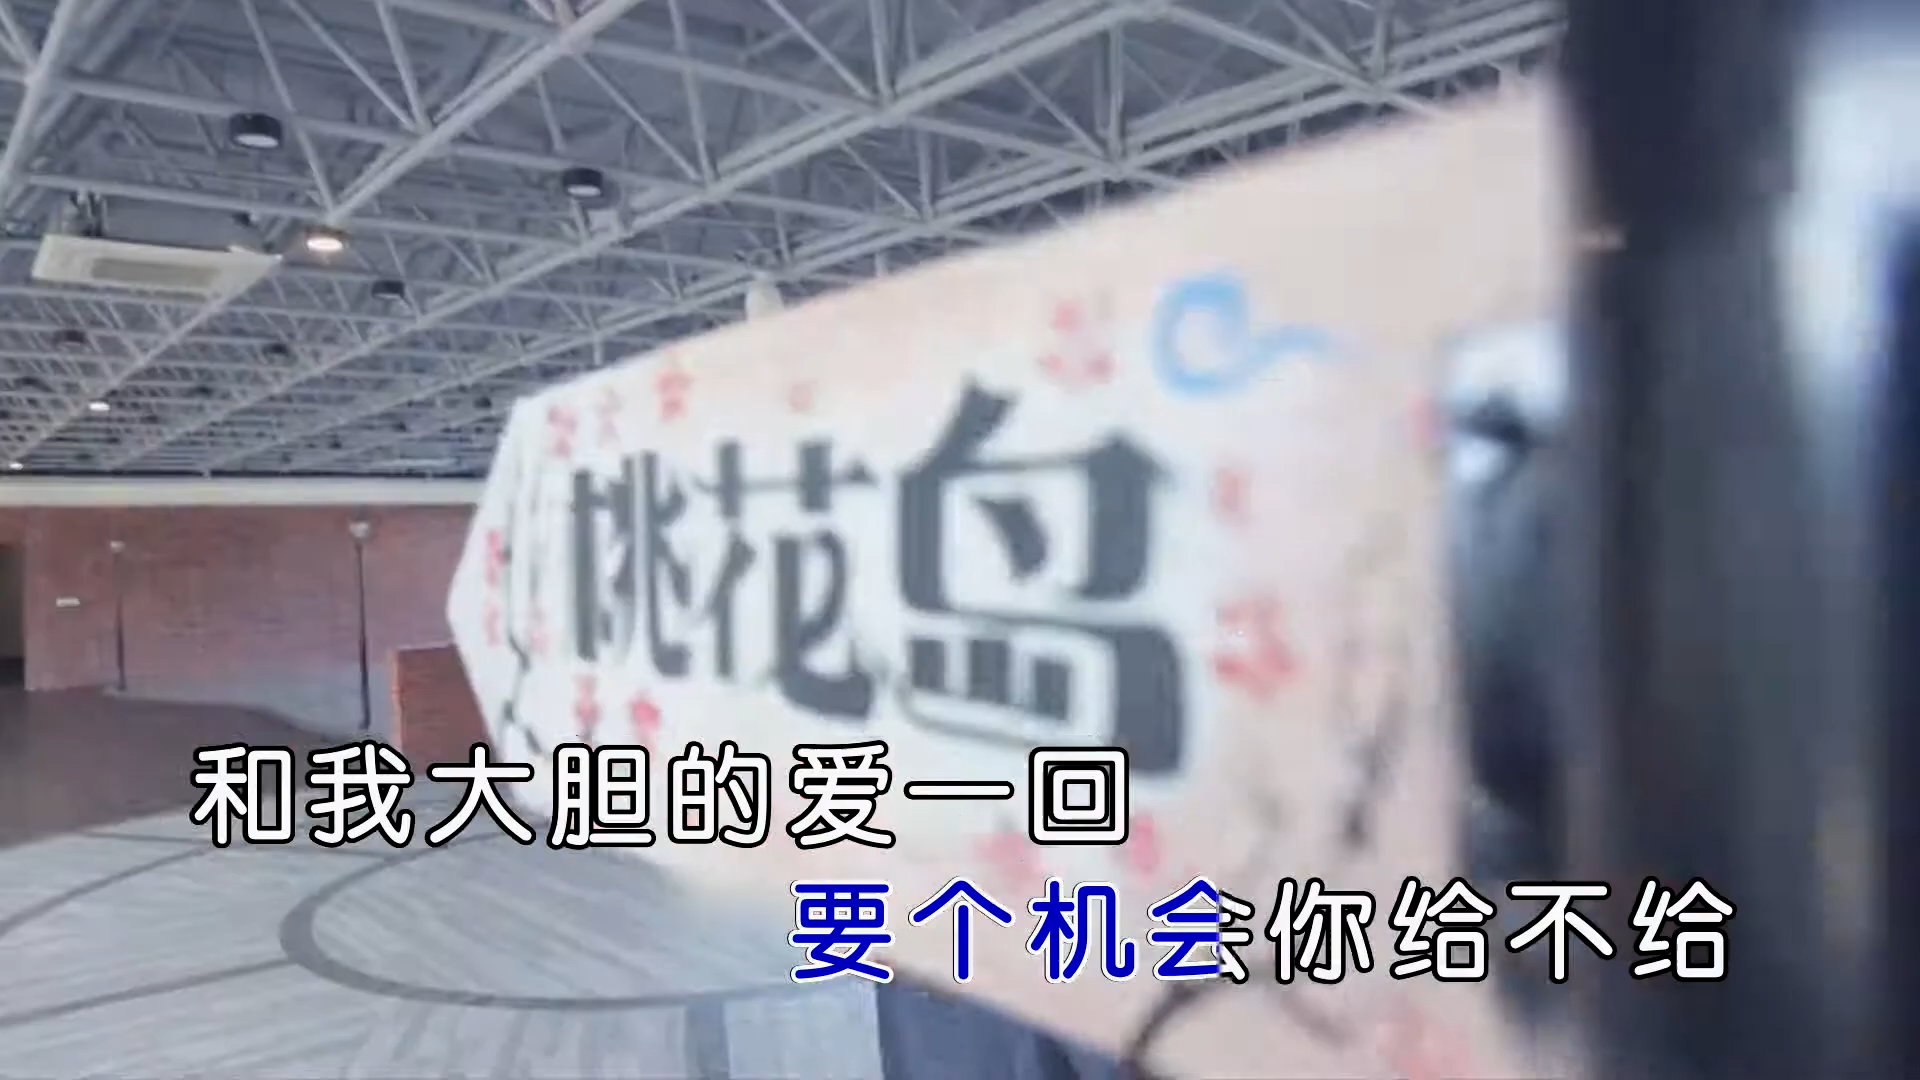 桃花岛
和我大胆的爱一回
要个机会你给不给